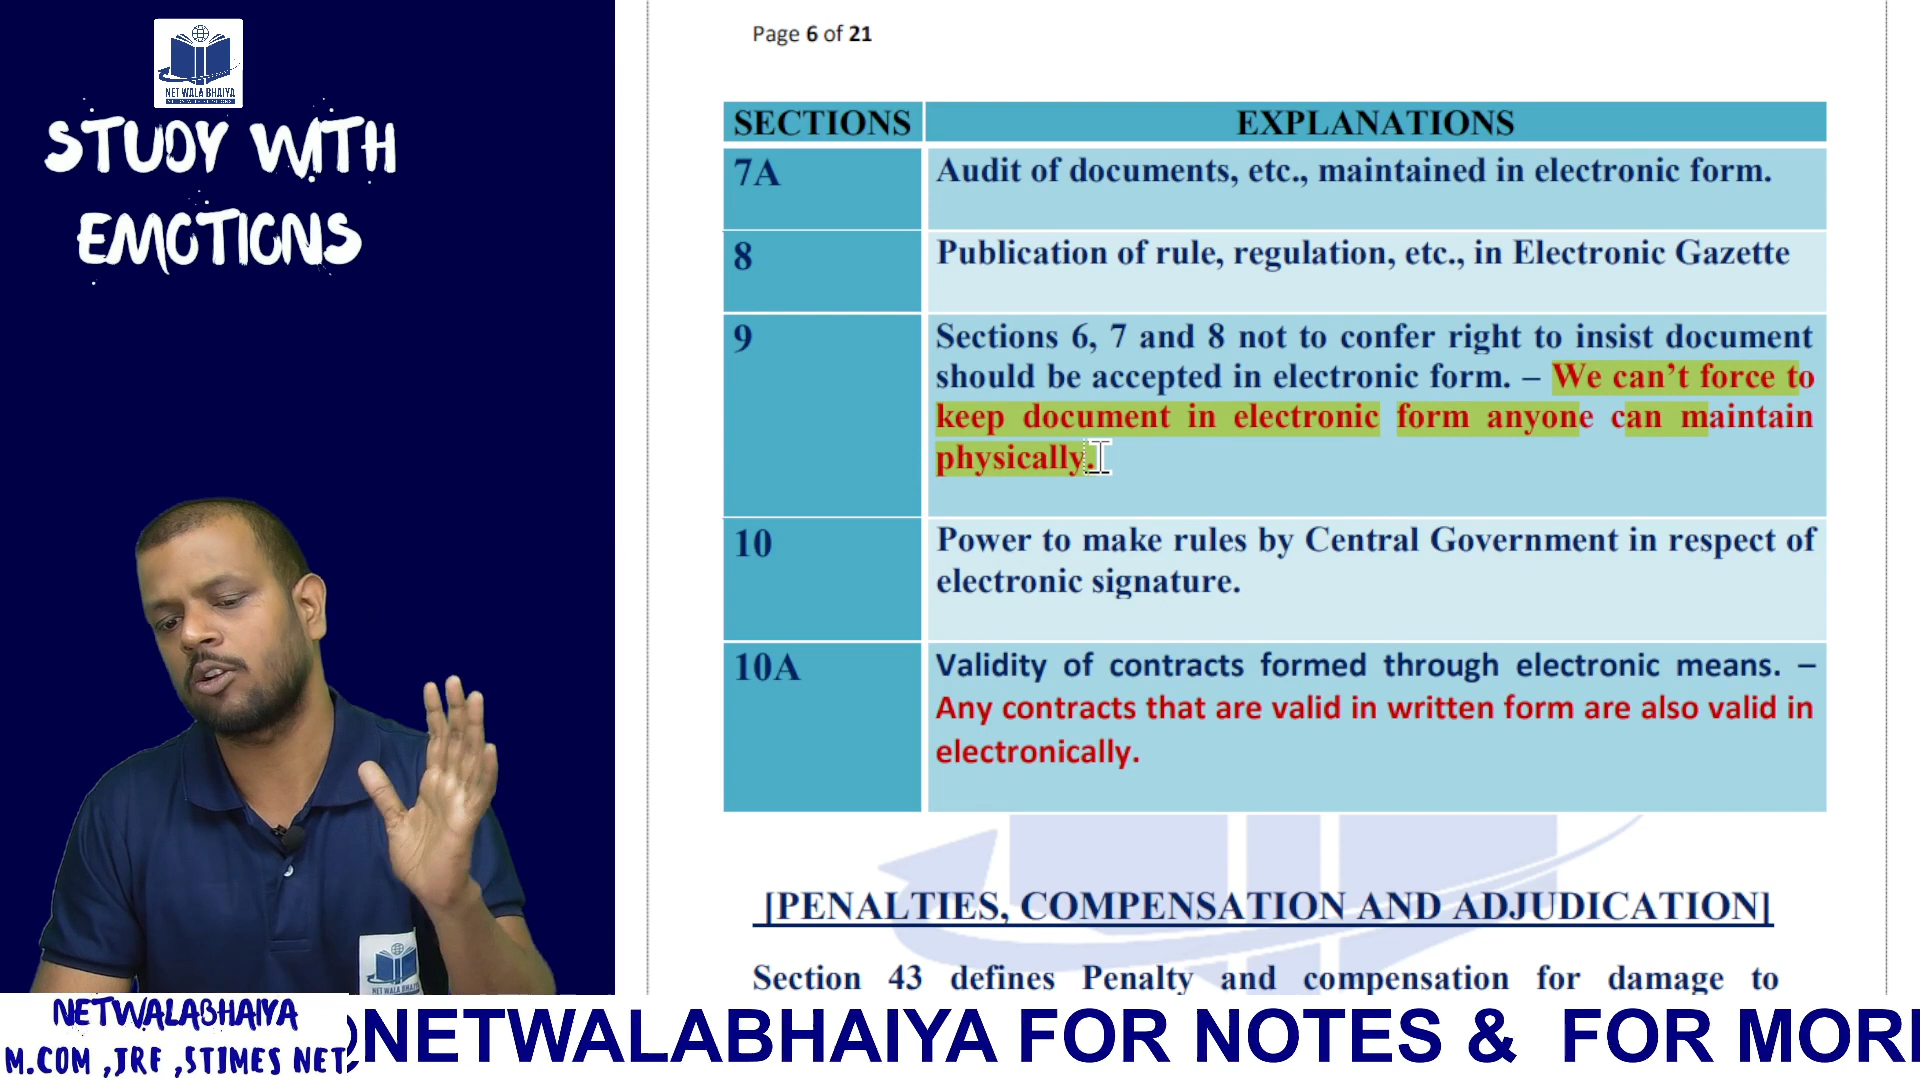 NET WALA BHAIYA
STUDY WITH
EMOTIONS
Page 6 of 21
SECTIONS EXPLANATIONS
7A Audit of documents, etc., maintained in electronic form.
8 Publication of rule, regulation, etc., in Electronic Gazette
9 Sections 6, 7 and 8 not to confer right to insist document
should be accepted in electronic form. – We can’t force to
keep document in electronic form anyone can maintain
physically.
10 Power to make rules by Central Government in respect of
electronic signature.
10A Validity of contracts formed through electronic means. –
Any contracts that are valid in written form are also valid in
electronically.
[PENALTIES, COMPENSATION AND ADJUDICATION]
Section 43 defines Penalty and compensation for damage to
NET WALA BHAIYA
NETWALABHAIYA
M.COM ,JRF ,5TIMES NET
NETWALABHAIYA FOR NOTES & FOR MOR